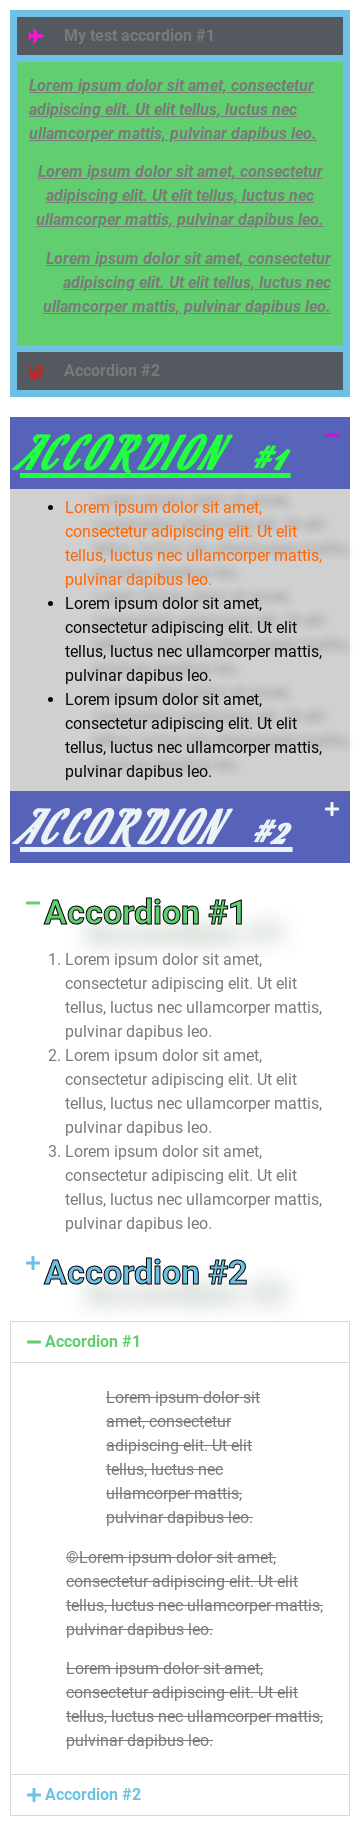 My test accordion #1
Lorem ipsum dolor sit amet, consectetur
adipiscing elit. Ut elit tellus, luctus nec
ullamcorper mattis, pulvinar dapibus leo.
Lorem ipsum dolor sit amet, consectetur
adipiscing elit. Ut elit tellus, luctus nec
ullamcorper mattis, pulvinar dapibus leo.
Lorem ipsum dolor sit amet, consectetur
adipiscing elit. Ut elit tellus, luctus nec
ullamcorper mattis, pulvinar dapibus leo.
Accordion #2
ACCORDION #1
• Lorem ipsum dolor sit amet,
consectetur adipiscing elit. Ut elit
tellus, luctus nec ullamcorper mattis,
pulvinar dapibus leo.
• Lorem ipsum dolor sit amet,
consectetur adipiscing elit. Ut elit
tellus, luctus nec ullamcorper mattis,
pulvinar dapibus leo.
• Lorem ipsum dolor sit amet,
consectetur adipiscing elit. Ut elit
tellus, luctus nec ullamcorper mattis,
pulvinar dapibus leo.
ACCORDION #2
Accordion #1
1. Lorem ipsum dolor sit amet,
consectetur adipiscing elit. Ut elit
tellus, luctus nec ullamcorper mattis,
pulvinar dapibus leo.
2. Lorem ipsum dolor sit amet,
consectetur adipiscing elit. Ut elit
tellus, luctus nec ullamcorper mattis,
pulvinar dapibus leo.
3. Lorem ipsum dolor sit amet,
consectetur adipiscing elit. Ut elit
tellus, luctus nec ullamcorper mattis,
pulvinar dapibus leo.
Accordion #2
Accordion #1
Lorem ipsum dolor sit
amet, consectetur
adipiscing elit. Ut elit
tellus, luctus nec
ullamcorper mattis,
pulvinar dapibus leo.
©Lorem ipsum dolor sit amet,
consectetur adipiscing elit. Ut elit
tellus, luctus nec ullamcorper mattis,
pulvinar dapibus leo.
Lorem ipsum dolor sit amet,
consectetur adipiscing elit. Ut elit
tellus, luctus nec ullamcorper mattis,
pulvinar dapibus leo.
Accordion #2